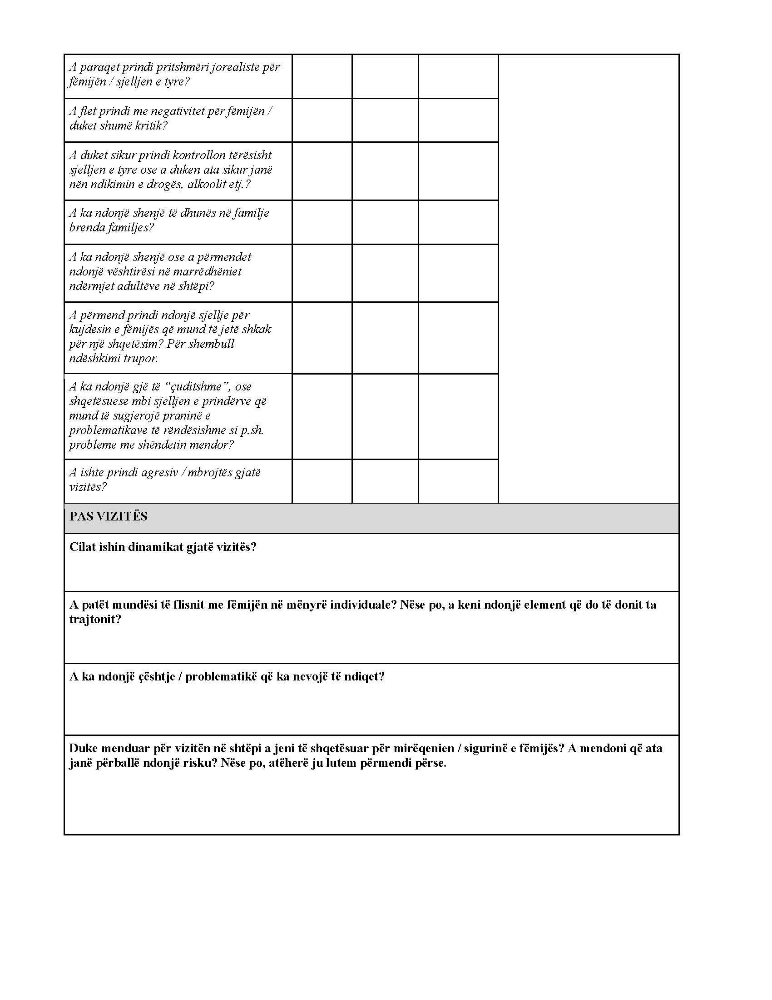 A paraqet prindi pritshmëri jorealiste për
fëmijën / sjelljen e tyre?
A flet prindi me negativitet për fëmijën /
duket shumë kritik?
A duket sikur prindi kontrollon tërësisht
sjelljen e tyre ose a duken ata sikur janë
nën ndikimin e drogës, alkoolit etj.?
A ka ndonjë shenjë të dhunës në familje
brenda familjes?
A ka ndonjë shenjë ose a përmendet
ndonjë vështirësi në marrëdhëniet
ndërmjet adultëve në shtëpi?
A përmend prindi ndonjë sjellje për
kujdesin e fëmijës që mund të jetë shkak
për një shqetësim? Për shembull
ndëshkimi trupor.
A ka ndonjë gjë të “çuditshme”, ose
shqetësuese mbi sjelljen e prindërve që
mund të sugjerojë praninë e
problematikave të rëndësishme si p.sh.
probleme me shëndetin mendor?
A ishte prindi agresiv / mbrojtës gjatë
vizitës?
PAS VIZITËS
Cilat ishin dinamikat gjatë vizitës?
A patët mundësi të flisnit me fëmijën në mënyrë individuale? Nëse po, a keni ndonjë element që do të donit ta
trajtonit?
A ka ndonjë çështje / problematikë që ka nevojë të ndiqet?
Duke menduar për vizitën në shtëpi a jeni të shqetësuar për mirëqenien / sigurinë e fëmijës? A mendoni që ata
janë përballë ndonjë risku? Nëse po, atëherë ju lutem përmendi përse.